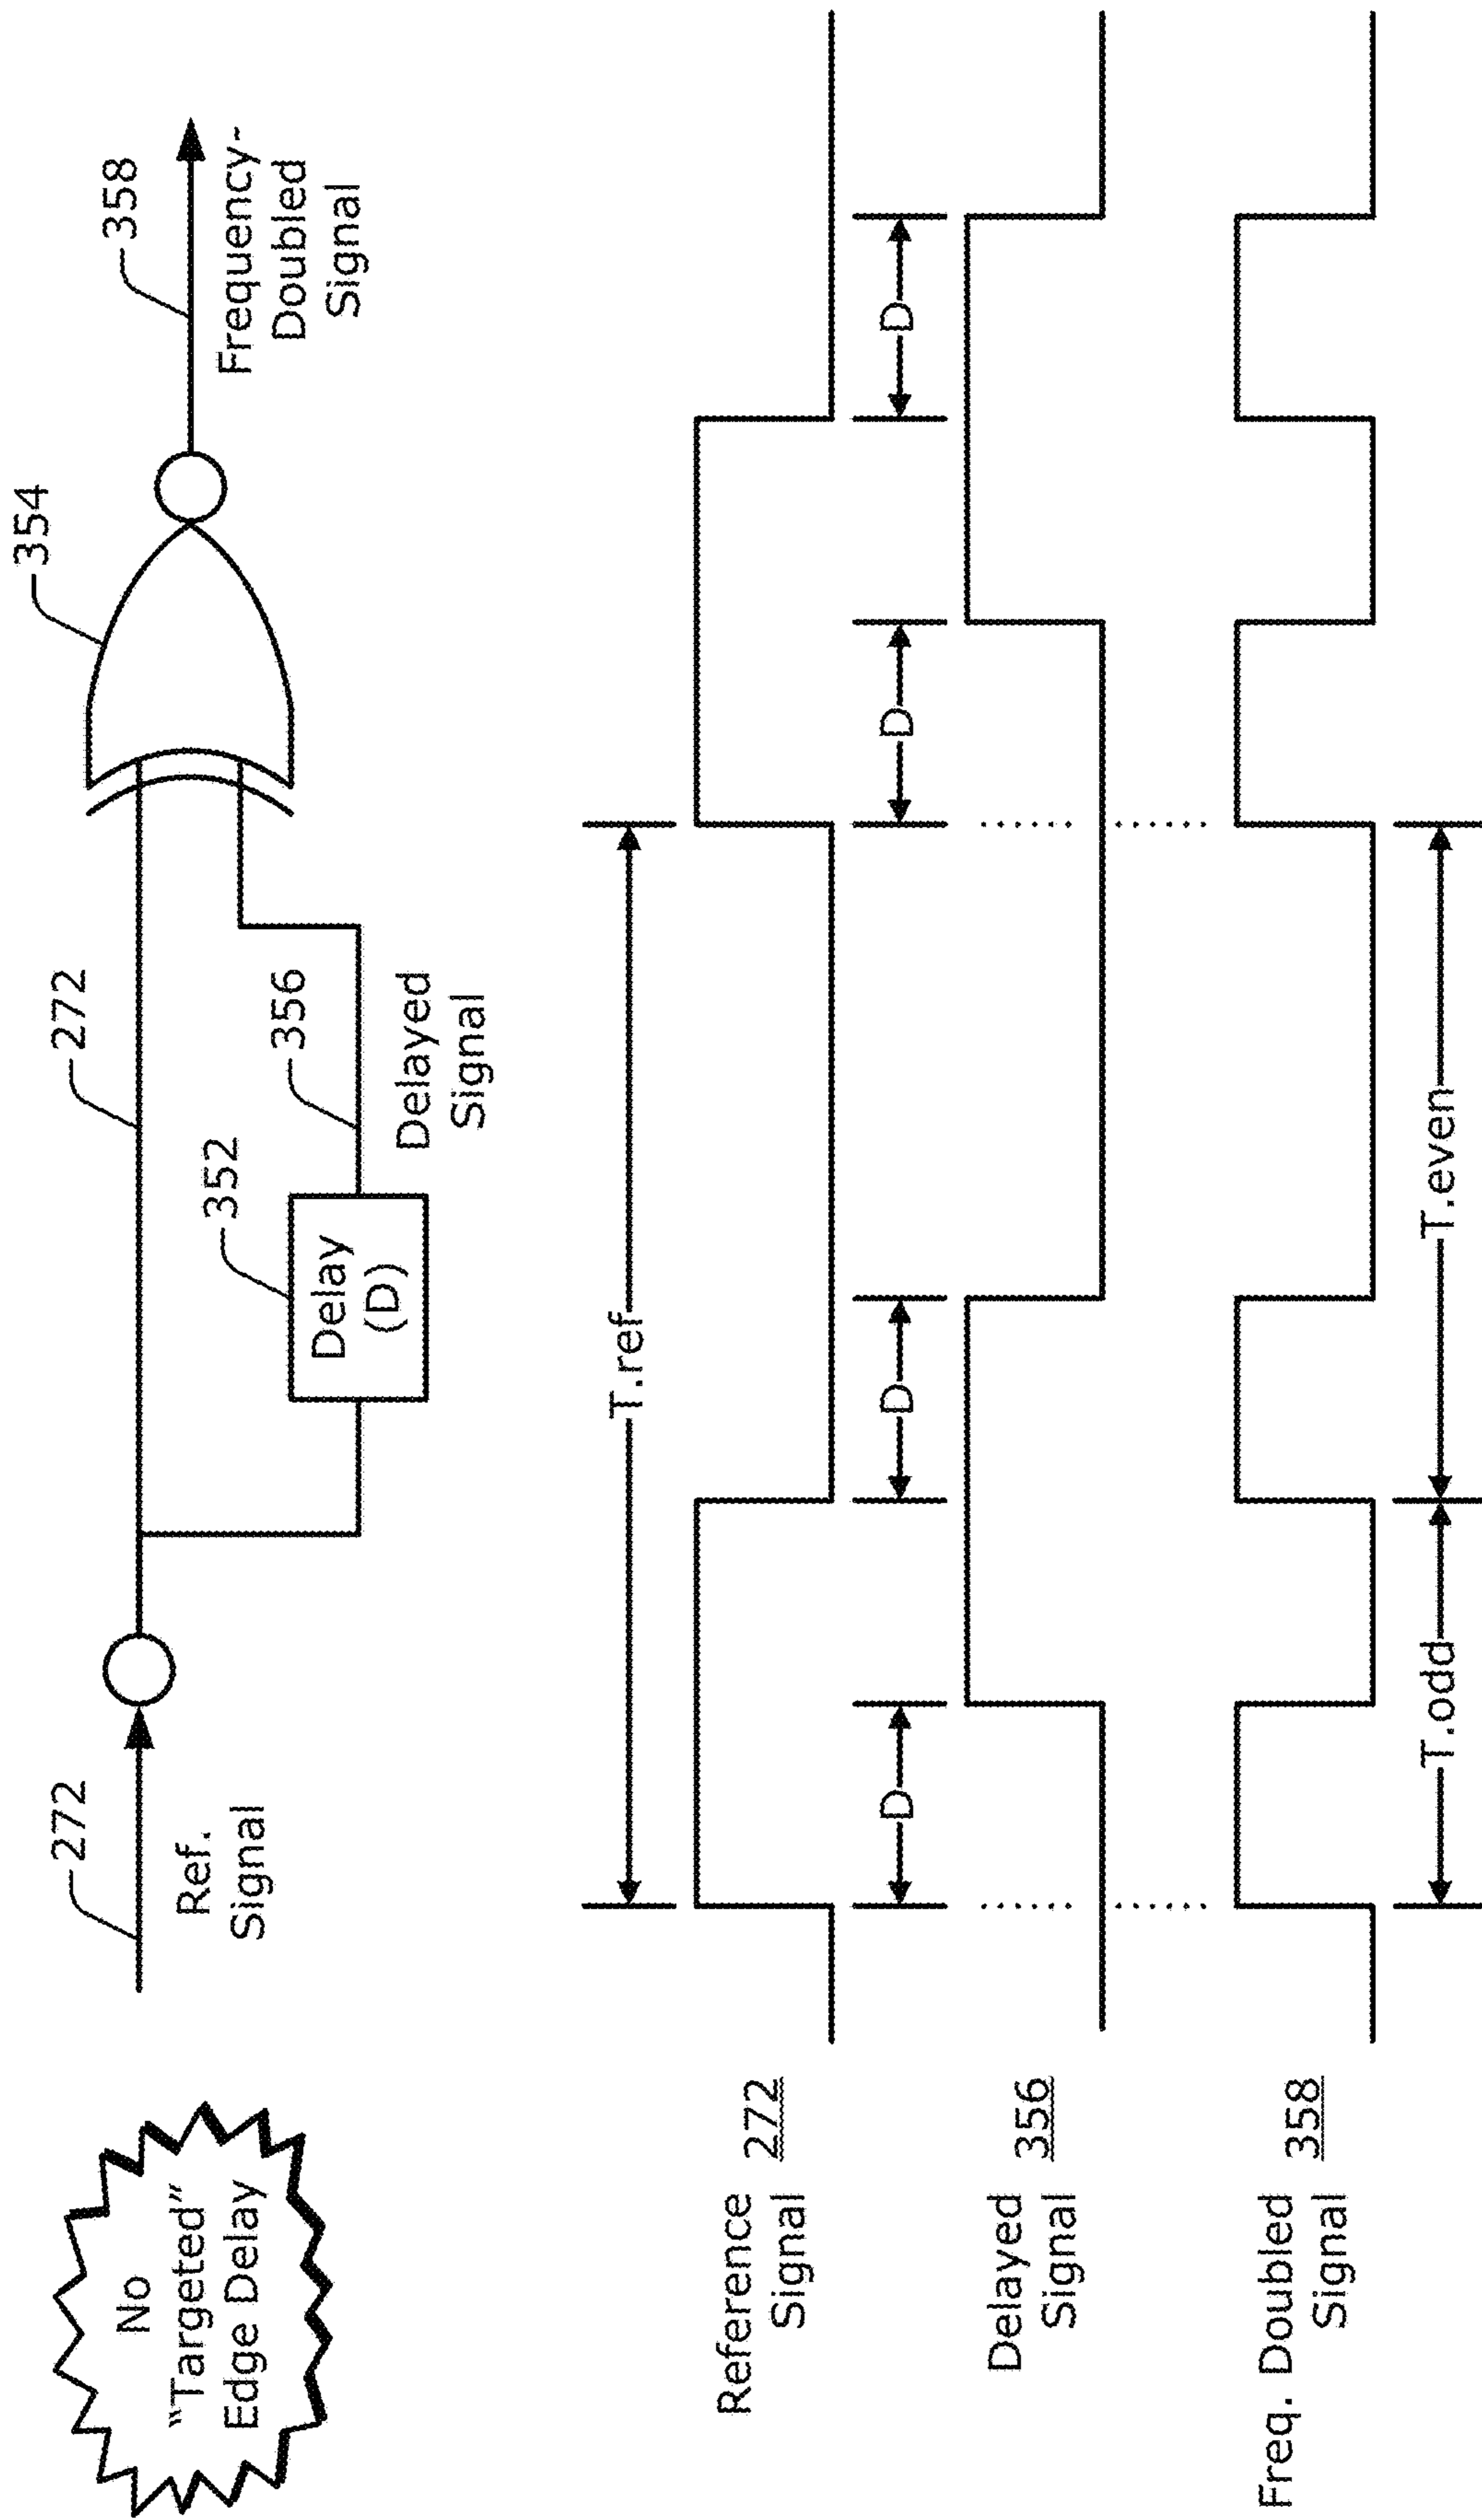 No
“Targeted”
Edge Delay
272
Ref.
Signal
272
352
Delay
(D)
356
Delayed
Signal
354
358
Frequency-
Doubled
Signal
T.ref
Reference 272
Signal
D
D
D
D
Delayed 356
Signal
Freq. Doubled 358
Signal
T.odd
T.even